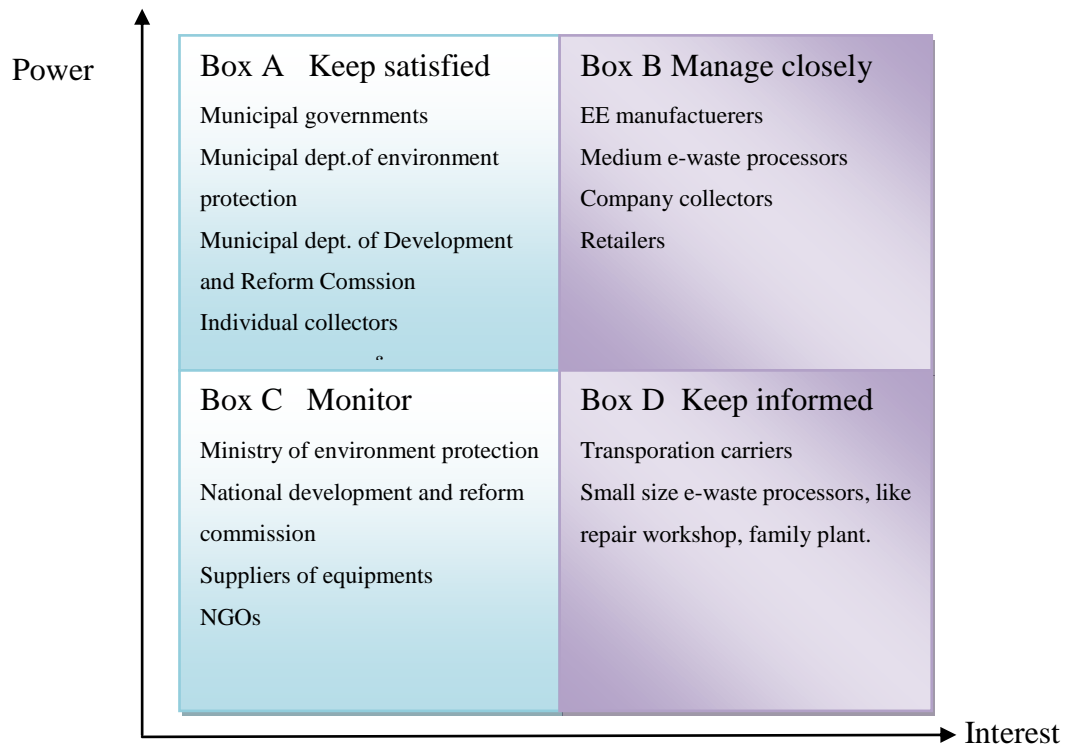 Power
Box A Keep satisfied
Municipal governments
Municipal dept.of environment
protection
Municipal dept. of Development
and Reform Comssion
Individual collectors
Box B Manage closely
EE manufactuerers
Medium e-waste processors
Company collectors
Retailers
Box C Monitor
Ministry of environment protection
National development and reform
commission
Suppliers of equipments
NGOs
Box D Keep informed
Transporation carriers
Small size e-waste processors, like
repair workshop, family plant.
Interest